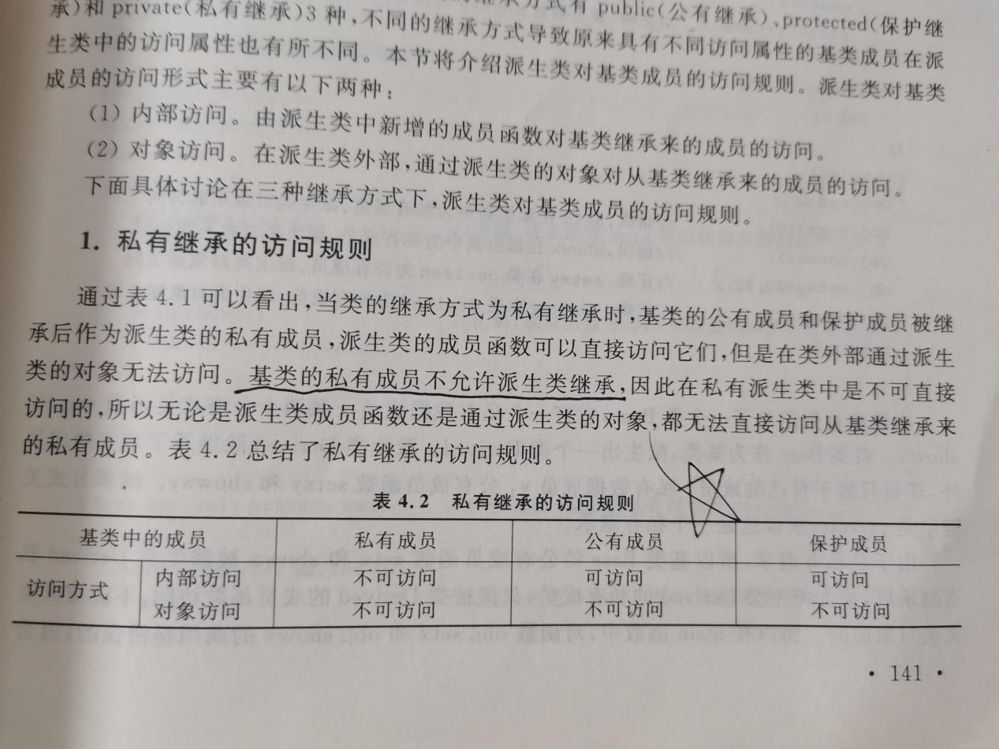 承)和 private(私有继承)3 种,不同的继承方式导致原来具有不同访问属性的基类成员在派
继承方式有 public(公有继承)、protected(保护继
生类中的访问属性也有所不同。本节将介绍派生类对基类成员的访问规则。派生类对基类
成员的访问形式主要有以下两种:
(1) 内部访问。由派生类中新增的成员函数对基类继承来的成员的访问。
(2) 对象访问。在派生类外部,通过派生类的对象对从基类继承来的成员的访问。
下面具体讨论在三种继承方式下,派生类对基类成员的访问规则。
1. 私有继承的访问规则
通过表 4.1 可以看出,当类的继承方式为私有继承时,基类的公有成员和保护成员被继
承后作为派生类的私有成员,派生类的成员函数可以直接访问它们,但是在类外部通过派生
类的对象无法访问。基类的私有成员不允许派生类继承,因此在私有派生类中是不可直接
访问的,所以无论是派生类成员函数还是通过派生类的对象,都无法直接访问从基类继承来
的私有成员。表 4.2 总结了私有继承的访问规则。
表 4.2 私有继承的访问规则
基类中的成员 私有成员 公有成员 保护成员
访问方式 内部访问 不可访问 可访问 可访问
对象访问 不可访问 不可访问 不可访问
· 141 ·